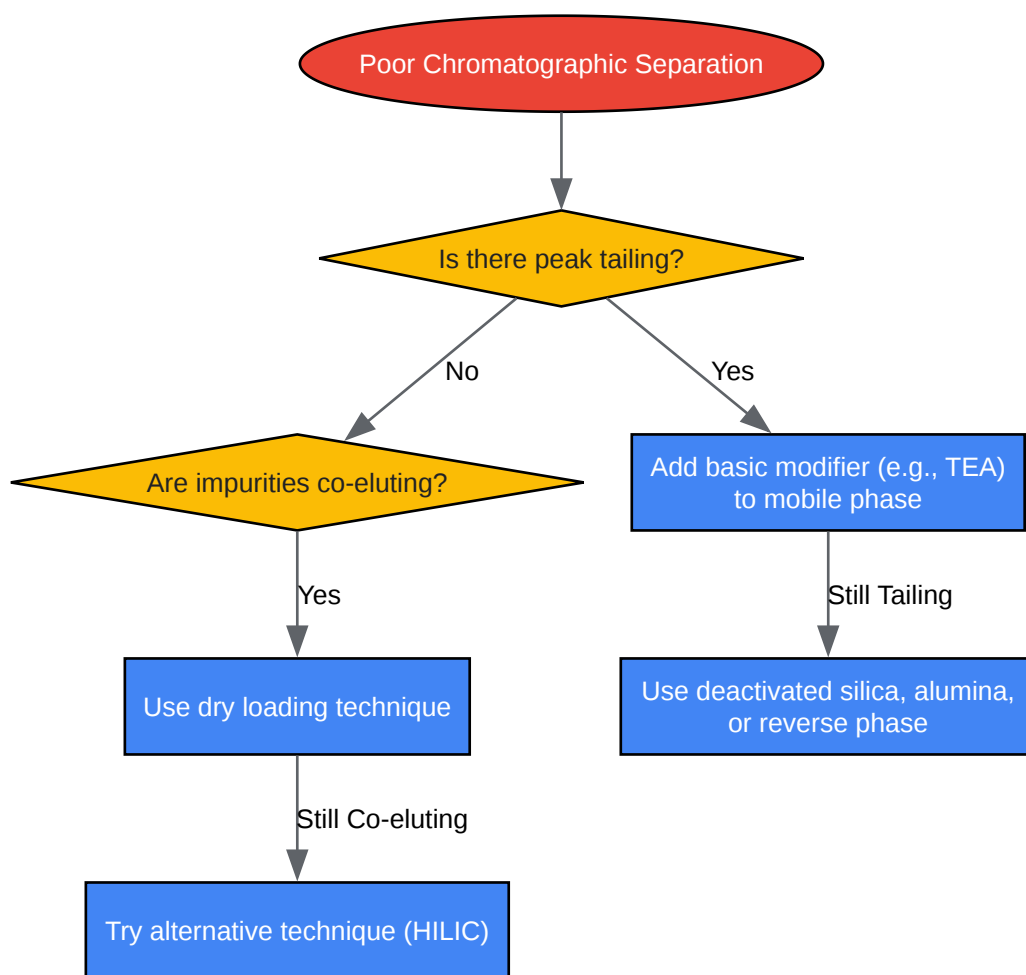 Poor Chromatographic Separation
Is there peak tailing?
No
Yes
Are impurities co-eluting?
Add basic modifier (e.g., TEA)
to mobile phase
Yes
Still Tailing
Use dry loading technique
Use deactivated silica, alumina,
or reverse phase
Still Co-eluting
Try alternative technique (HILIC)